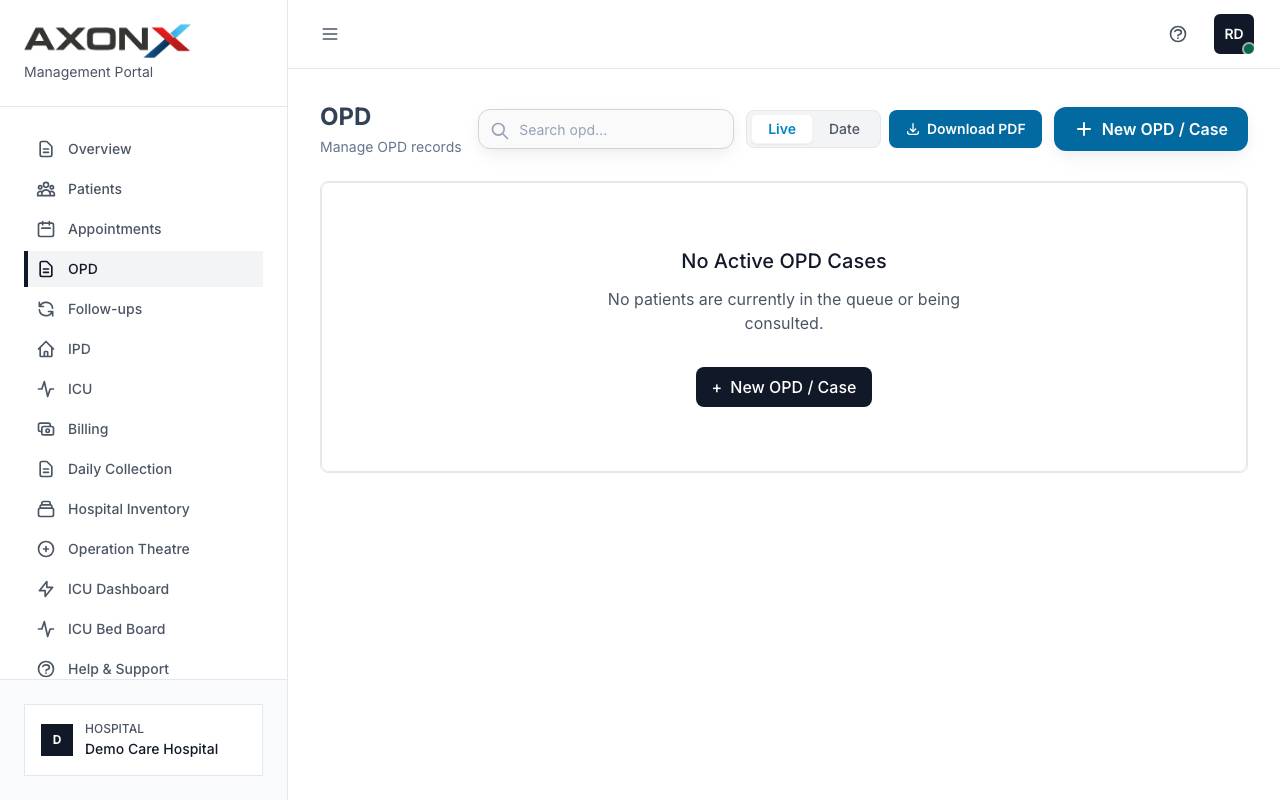 AXONX
Management Portal
Overview
Patients
Appointments
OPD
Follow-ups
IPD
ICU
Billing
Daily Collection
Hospital Inventory
Operation Theatre
ICU Dashboard
ICU Bed Board
Help & Support
D
HOSPITAL
Demo Care Hospital
RD
OPD
Manage OPD records
Search opd...
Live
Date
Download PDF
+ New OPD / Case
No Active OPD Cases
No patients are currently in the queue or being
consulted.
+ New OPD / Case